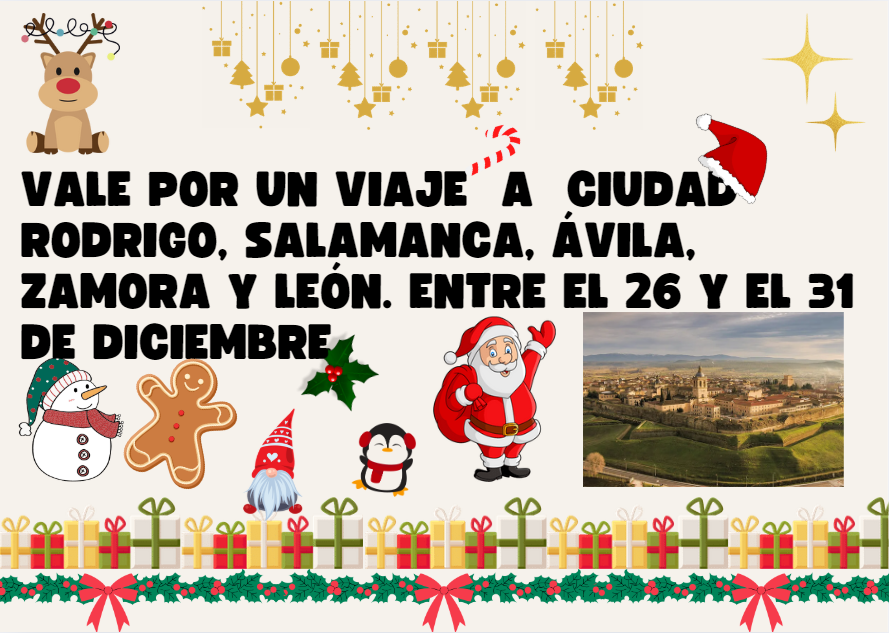 VALE POR UN VIAJE A CIUDAD
RODRIGO, SALAMANCA, ÁVILA,
ZAMORA Y LEÓN. ENTRE EL 26 Y EL 31
DE DICIEMBRE